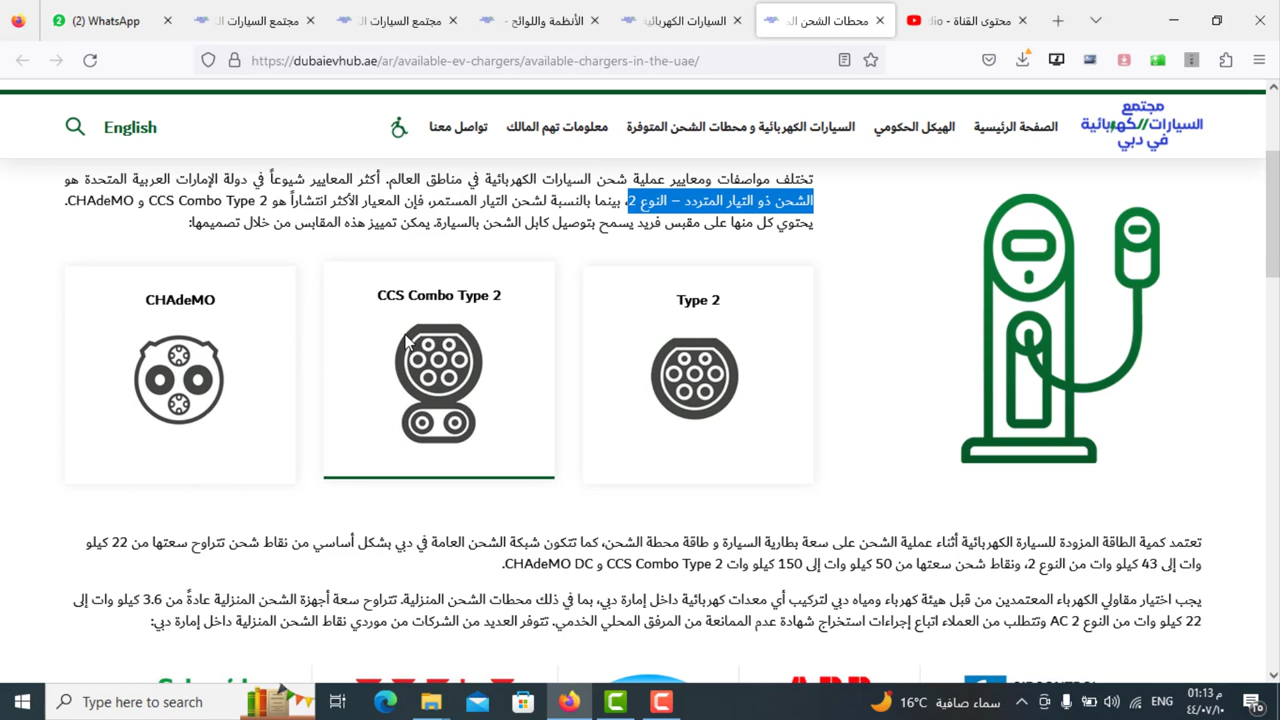 (2) WhatsApp
مجتمع السيارات الك
مجتمع السيارات الك
الأنظمة واللوائح -
السيارات الكهربائية
محطات الشحن الم
محتوى القناة - dio
https://dubaievhub.ae/ar/available-ev-chargers/available-chargers-in-the-uae/
مجتمع
السيارات//كهربائية
في دبي
الصفحة الرئيسية
الهيكل الحكومي
السيارات الكهربائية و محطات الشحن المتوفرة
معلومات تهم المالك
تواصل معنا
English
تختلف مواصفات ومعايير عملية شحن السيارات الكهربائية في مناطق العالم. أكثر المعايير شيوعاً في دولة الإمارات العربية المتحدة هو
الشحن ذو التيار المتردد – النوع 2، بينما بالنسبة لشحن التيار المستمر، فإن المعيار الأكثر انتشاراً هو CCS Combo Type 2 و CHAdeMO.
يحتوي كل منها على مقبس فريد يسمح بتوصيل كابل الشحن بالسيارة. يمكن تمييز هذه المقابس من خلال تصميمها:
Type 2
CCS Combo Type 2
CHAdeMO
تعتمد كمية الطاقة المزودة للسيارة الكهربائية أثناء عملية الشحن على سعة بطارية السيارة و طاقة محطة الشحن، كما تتكون شبكة الشحن العامة في دبي بشكل أساسي من نقاط شحن تتراوح سعتها من 22 كيلو
وات إلى 43 كيلو وات من النوع 2، ونقاط شحن سعتها من 50 كيلو وات إلى 150 كيلو وات CCS Combo Type 2 و CHAdeMO DC.
يجب اختيار مقاولي الكهرباء المعتمدين من قبل هيئة كهرباء ومياه دبي لتركيب أي معدات كهربائية داخل إمارة دبي، بما في ذلك محطات الشحن المنزلية. تتراوح سعة أجهزة الشحن المنزلية عادةً من 3.6 كيلو وات إلى
22 كيلو وات من النوع 2 AC وتتطلب من العملاء اتباع إجراءات استخراج شهادة عدم الممانعة من المرفق المحلي الخدمي. تتوفر العديد من الشركات من موردي نقاط الشحن المنزلية داخل إمارة دبي:
Type here to search
16°C سماء صافية
ENG
01:13 م
٤٤/٠٧/١٠